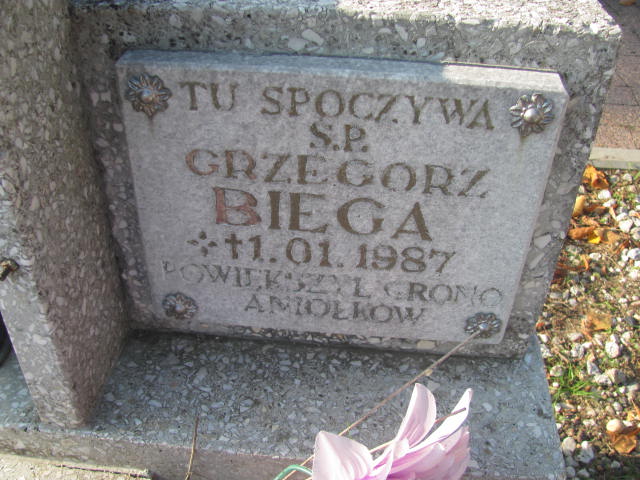 TU SPOCZYWA
Ś.P.
GRZEGORZ
BIEGA
* † 1.01.1987
POWIĘKSZYŁ GRONO
ANIOŁKÓW